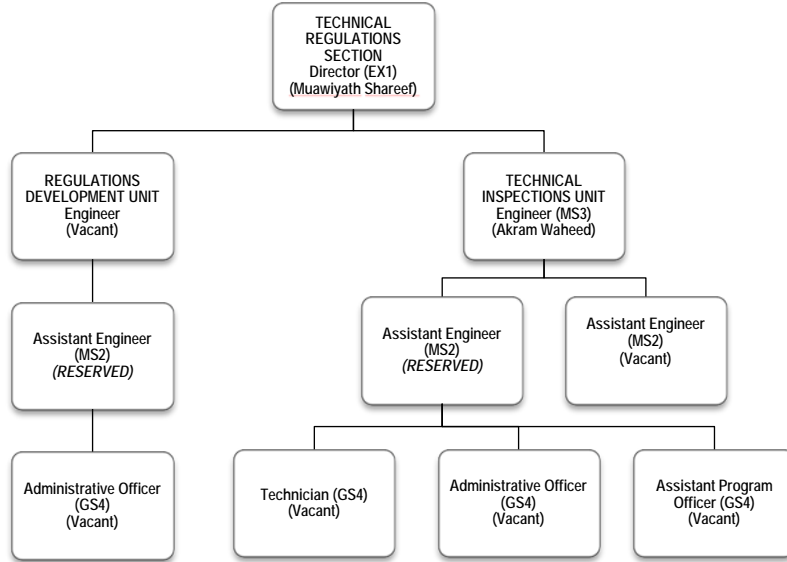 TECHNICAL
REGULATIONS
SECTION
Director (EX1)
(Muawiyath Shareef)
REGULATIONS
DEVELOPMENT UNIT
Engineer
(Vacant)
TECHNICAL
INSPECTIONS UNIT
Engineer (MS3)
(Akram Waheed)
Assistant Engineer
(MS2)
(RESERVED)
Assistant Engineer
(MS2)
(RESERVED)
Assistant Engineer
(MS2)
(Vacant)
Administrative Officer
(GS4)
(Vacant)
Technician (GS4)
(Vacant)
Administrative Officer
(GS4)
(Vacant)
Assistant Program
Officer (GS4)
(Vacant)